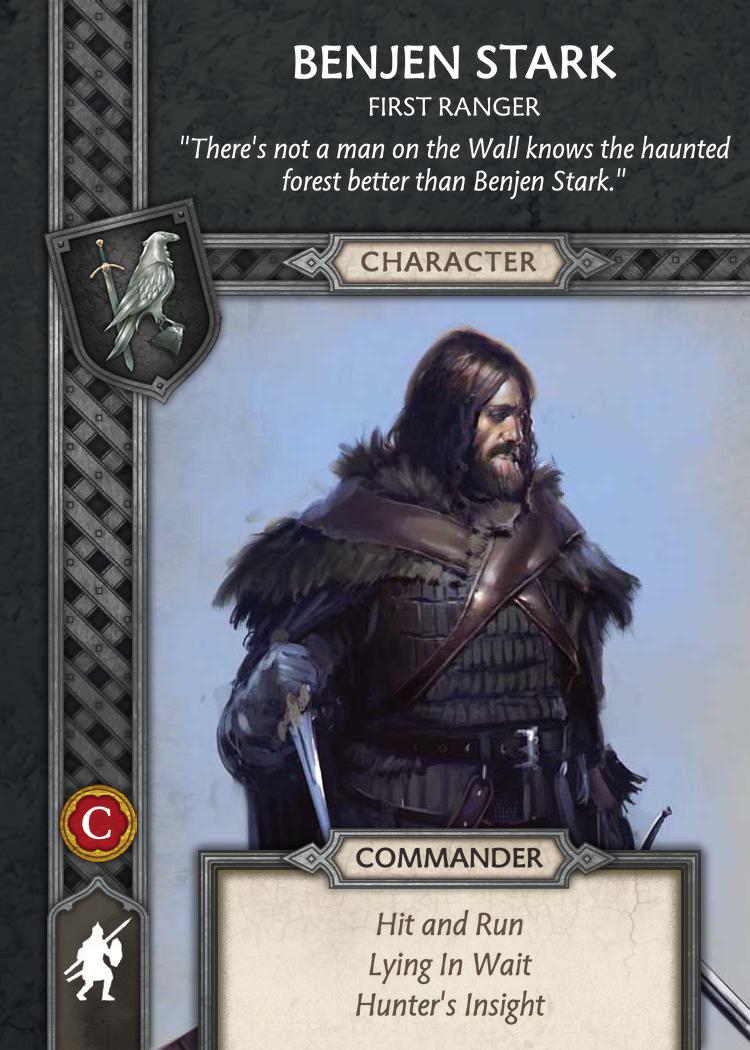 BENJEN STARK
FIRST RANGER
"There's not a man on the Wall knows the haunted
forest better than Benjen Stark."
CHARACTER
C
COMMANDER
Hit and Run
Lying In Wait
Hunter's Insight